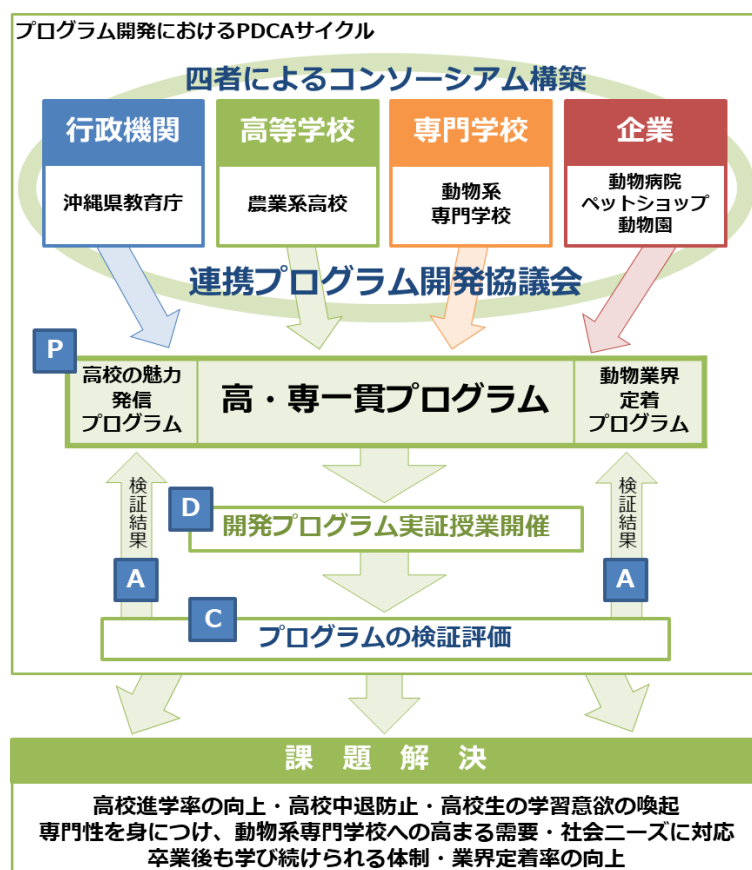 プログラム開発におけるPDCAサイクル
四者によるコンソーシアム構築
行政機関
沖縄県教育庁
高等学校
農業系高校
専門学校
動物系
専門学校
企業
動物病院
ペットショップ
動物園
連携プログラム開発協議会
P
高校の魅力
発信
プログラム
高・専一貫プログラム
動物業界
定着
プログラム
検証結果
検証結果
D
開発プログラム実証授業開催
A
A
C
プログラムの検証評価
課題解決
高校進学率の向上・高校中退防止・高校生の学習意欲の喚起
専門性を身につけ、動物系専門学校への高まる需要・社会ニーズに対応
卒業後も学び続けられる体制・業界定着率の向上